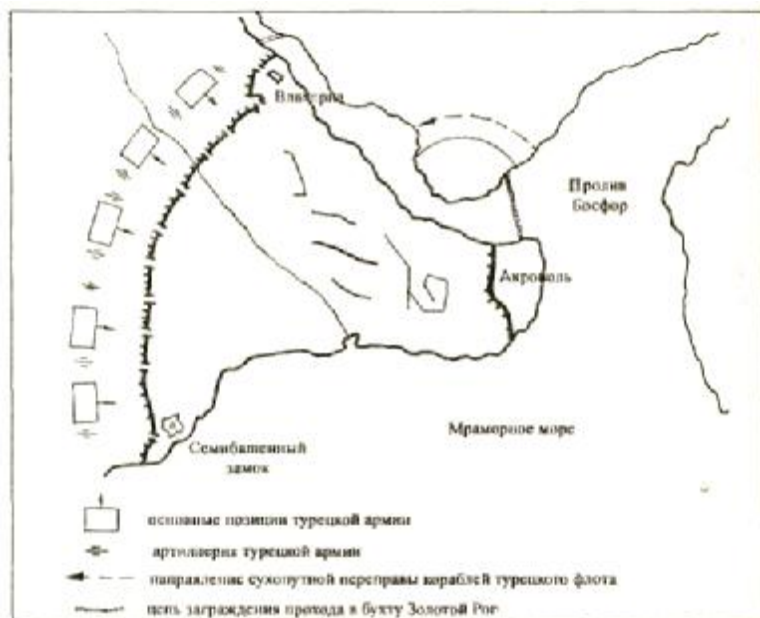 Влахерна
Пролив
Босфор
Акрополь
Мраморное море
Семибашенный
замок
основные позиции турецкой армии
артиллерия турецкой армии
направление сухопутной переправы кораблей турецкого флота
цепь заграждения прохода в бухту Золотой Рог